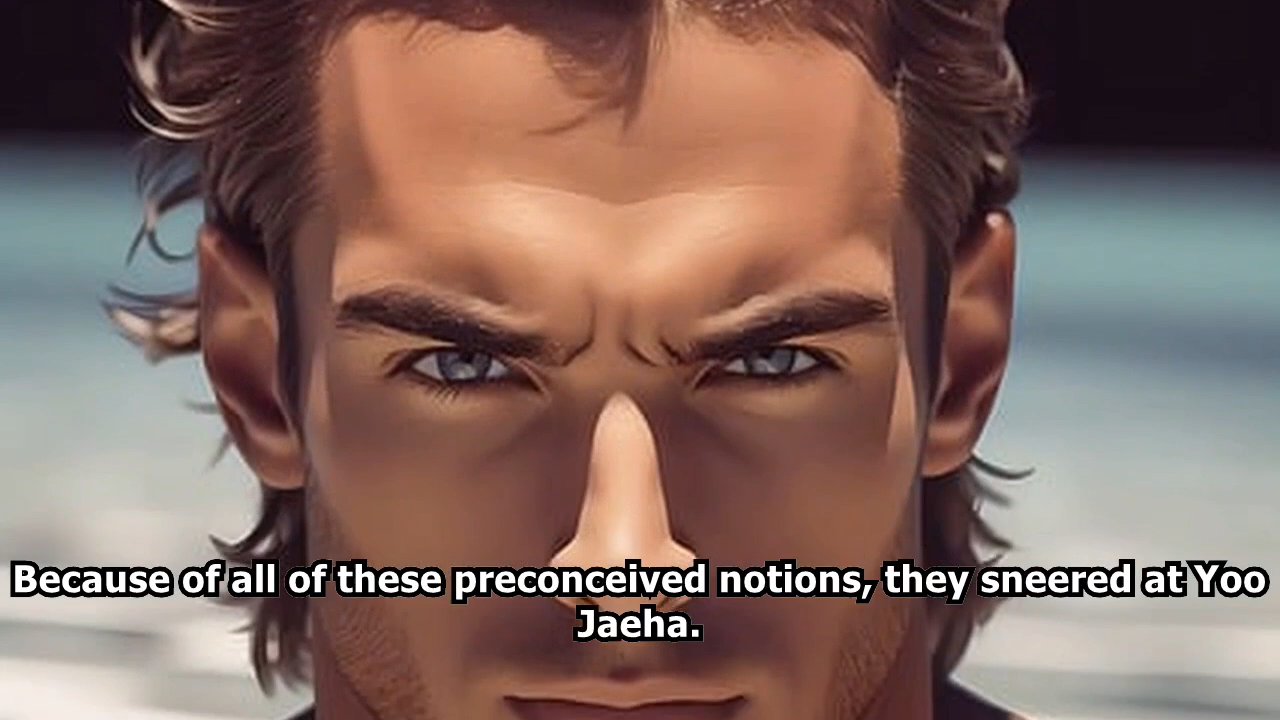 Because of all of these preconceived notions, they sneered at Yoo
Jaeha.